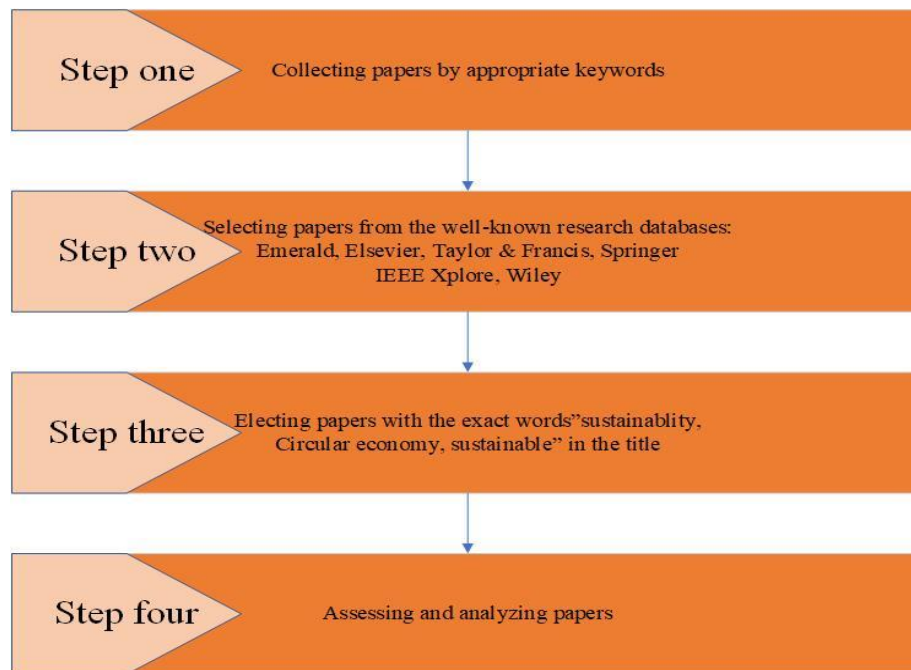 Step one
Collecting papers by appropriate keywords
Step two
Selecting papers from the well-known research databases:
Emerald, Elsevier, Taylor & Francis, Springer
IEEE Xplore, Wiley
Step three
Electing papers with the exact words”sustainablity,
Circular economy, sustainable” in the title
Step four
Assessing and analyzing papers